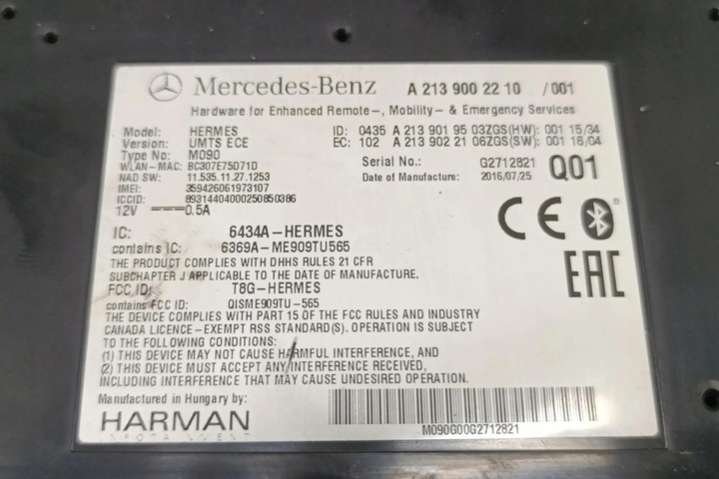 Mercedes-Benz A 213 900 22 10 /001
Hardware for Enhanced Remote-, Mobility- & Emergency Services
Model: HERMES ID: 0435 A 213 901 95 03ZGS(HW): 001 15/34
Version: UMTS ECE EC: 102 A 213 902 21 06ZGS(SW): 001 16/04
Type No: M090
WLAN-MAC: BC307E75D71D Serial No.: G2712821 Q01
NAD SW: 11.535.11.27.1253 Date of Manufacture: 2016/07/25
IMEI: 359426061973107
ICCID: 89314404000250850386
12V 0.5A
CE
IC: 6434A-HERMES
contains IC: 6369A-ME909TU565
THE PRODUCT COMPLIES WITH DHHS RULES 21 CFR
SUBCHAPTER J APPLICABLE TO THE DATE OF MANUFACTURE.
EAC
FCC ID: T8G-HERMES
contains FCC ID: QISME909TU-565
THE DEVICE COMPLIES WITH PART 15 OF THE FCC RULES AND INDUSTRY
CANADA LICENCE-EXEMPT RSS STANDARD(S). OPERATION IS SUBJECT
TO THE FOLLOWING CONDITIONS:
(1) THIS DEVICE MAY NOT CAUSE HARMFUL INTERFERENCE, AND
(2) THIS DEVICE MUST ACCEPT ANY INTERFERENCE RECEIVED,
INCLUDING INTERFERENCE THAT MAY CAUSE UNDESIRED OPERATION.
Manufactured in Hungary by:
HARMAN
INFOTAINMENT
M090G00G2712821